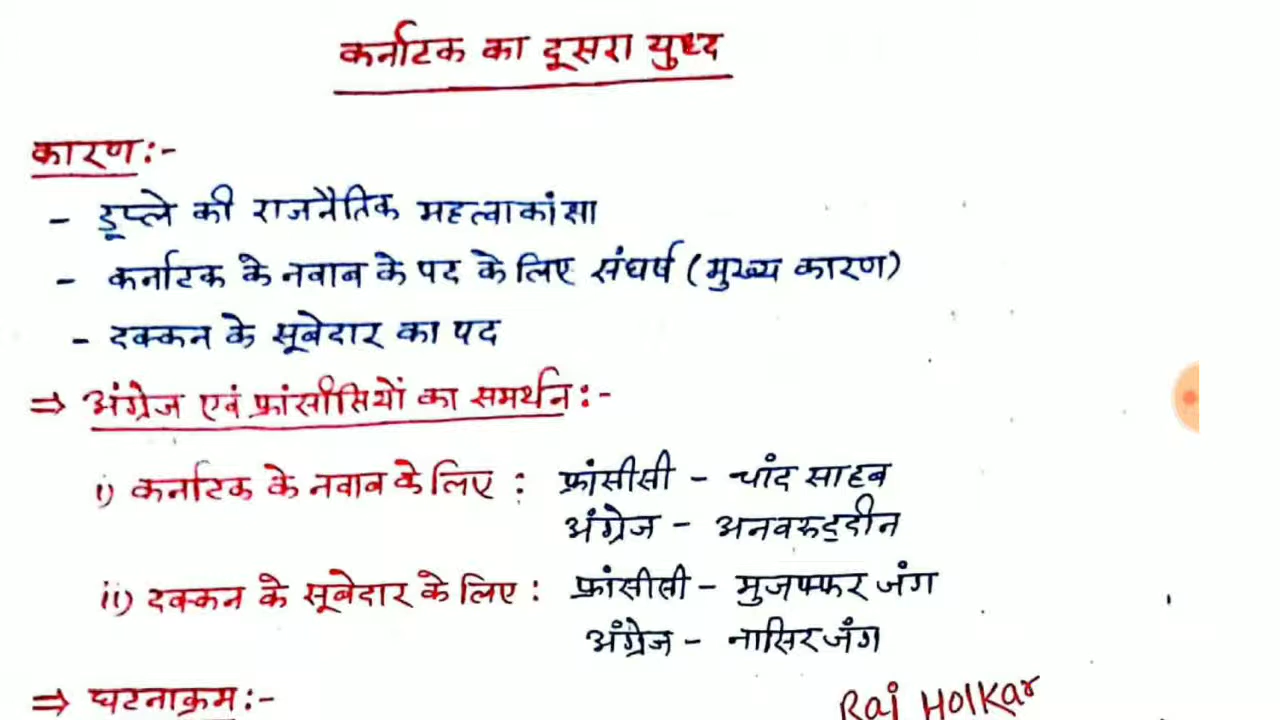 कर्नाटक का दूसरा युध्द
कारण:-
- डूप्ले की राजनैतिक महत्वाकांक्षा
- कर्नाटक के नवाब के पद के लिए संघर्ष (मुख्य कारण)
- दक्कन के सूबेदार का पद
⇒ अंग्रेज एवं फ्रांसीसियों का समर्थन:-
i) कर्नाटक के नवाब के लिए : फ्रांसीसी - चांद साहब
अंग्रेज - अनवरुद्दीन
ii) दक्कन के सूबेदार के लिए : फ्रांसीसी - मुजफ्फर जंग
अंग्रेज - नासिर जंग
⇒ घटनाक्रम:-
Raj Holkar